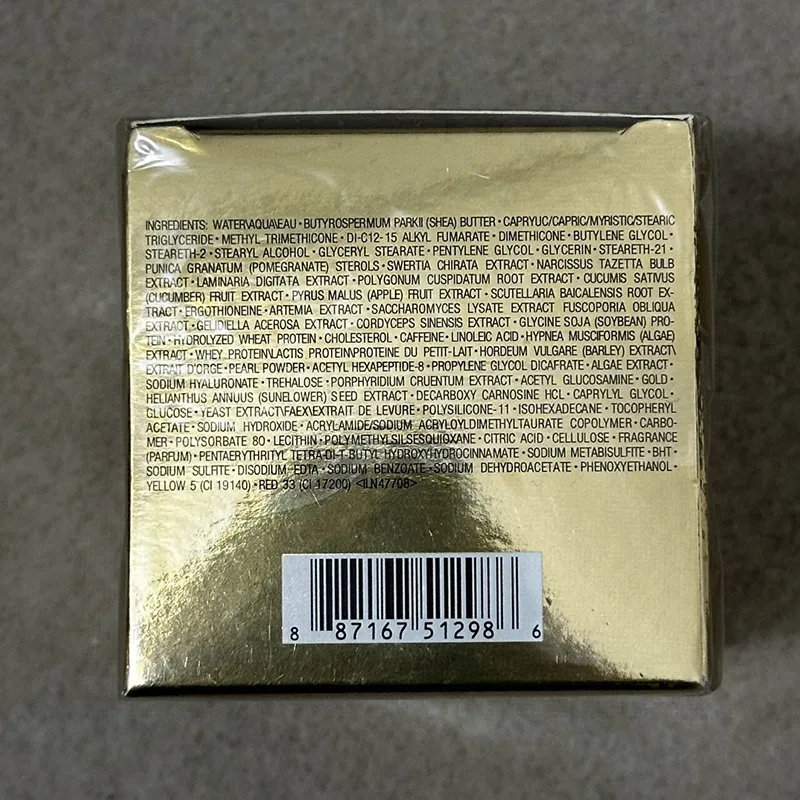 INGREDIENTS: WATER\AQUA\EAU • BUTYROSPERMUM PARKII (SHEA) BUTTER • CAPRYLIC/CAPRIC/MYRISTIC/STEARIC
TRIGLYCERIDE • METHYL TRIMETHICONE • DI-C12-15 ALKYL FUMARATE • DIMETHICONE • BUTYLENE GLYCOL •
STEARETH-2 • STEARYL ALCOHOL • GLYCERYL STEARATE • PENTYLENE GLYCOL • GLYCERIN • STEARETH-21 •
PUNICA GRANATUM (POMEGRANATE) STEROLS • SWERTIA CHIRATA EXTRACT • NARCISSUS TAZETTA BULB
EXTRACT • LAMINARIA DIGITATA EXTRACT • POLYGONUM CUSPIDATUM ROOT EXTRACT • CUCUMIS SATIVUS
(CUCUMBER) FRUIT EXTRACT • PYRUS MALUS (APPLE) FRUIT EXTRACT • SCUTELLARIA BAICALENSIS ROOT EX-
TRACT • ERGOTHIONEINE • ARTEMIA EXTRACT • SACCHAROMYCES LYSATE EXTRACT FUSCOPORIA OBLIQUA
EXTRACT • GELIDIELLA ACEROSA EXTRACT • CORDYCEPS SINENSIS EXTRACT • GLYCINE SOJA (SOYBEAN) PRO-
TEIN • HYDROLYZED WHEAT PROTEIN • CHOLESTEROL • CAFFEINE • LINOLEIC ACID • HYPNEA MUSCIFORMIS (ALGAE)
EXTRACT • WHEY PROTEIN\LACTIS PROTEIN\PROTEINE DU PETIT-LAIT • HORDEUM VULGARE (BARLEY) EXTRACT\
EXTRAIT D'ORGE • PEARL POWDER • ACETYL HEXAPEPTIDE-8 • PROPYLENE GLYCOL DICAFRATE • ALGAE EXTRACT •
SODIUM HYALURONATE • TREHALOSE • PORPHYRIDIUM CRUENTUM EXTRACT • ACETYL GLUCOSAMINE • GOLD •
HELIANTHUS ANNUUS (SUNFLOWER) SEED EXTRACT • DECARBOXY CARNOSINE HCL • CAPRYLYL GLYCOL •
GLUCOSE • YEAST EXTRACT\FAEX\EXTRAIT DE LEVURE • POLYSILICONE-11 • ISOHEXADECANE • TOCOPHERYL
ACETATE • SODIUM HYDROXIDE • ACRYLAMIDE/SODIUM ACRYLOYLDIMETHYLTAURATE COPOLYMER • CARBO-
MER • POLYSORBATE 80 • LECITHIN • POLYMETHYLSILSESQUIOXANE • CITRIC ACID • CELLULOSE • FRAGRANCE
(PARFUM) • PENTAERYTHRITYL TETRA-DI-T-BUTYL HYDROXYHYDROCINNAMATE • SODIUM METABISULFITE • BHT •
SODIUM SULFITE • DISODIUM EDTA • SODIUM BENZOATE • SODIUM DEHYDROACETATE • PHENOXYETHANOL •
YELLOW 5 (CI 19140) • RED 33 (CI 17200) <ILN47708>
8 87167 51298 6